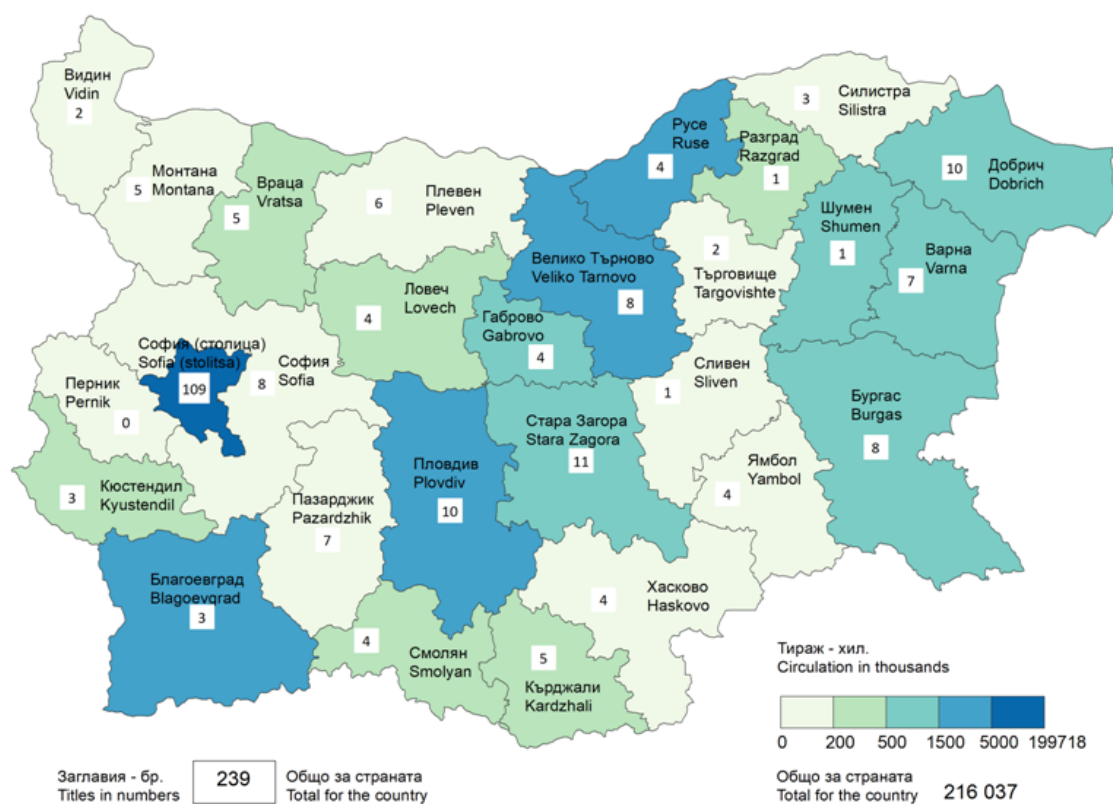 Видин
Vidin
2
Монтана
Montana
5
Враца
Vratsa
5
Плевен
Pleven
6
Русе
Ruse
4
Силистра
Silistra
3
Разград
Razgrad
1
Добрич
Dobrich
10
Шумен
Shumen
1
Варна
Varna
7
Търговище
Targovishte
2
Велико Търново
Veliko Tarnovo
8
Ловеч
Lovech
4
Габрово
Gabrovo
4
София (столица)
Sofia (stolitsa)
109
София
Sofia
8
Перник
Pernik
0
Кюстендил
Kyustendil
3
Сливен
Sliven
1
Бургас
Burgas
8
Стара Загора
Stara Zagora
11
Ямбол
Yambol
4
Пловдив
Plovdiv
10
Пазарджик
Pazardzhik
7
Благоевград
Blagoevgrad
3
Хасково
Haskovo
4
Смолян
Smolyan
4
Кърджали
Kardzhali
5
Тираж - хил.
Circulation in thousands
0 200 500 1500 5000 199718
Заглавия - бр.
Titles in numbers
239
Общо за страната
Total for the country
Общо за страната
Total for the country
216 037